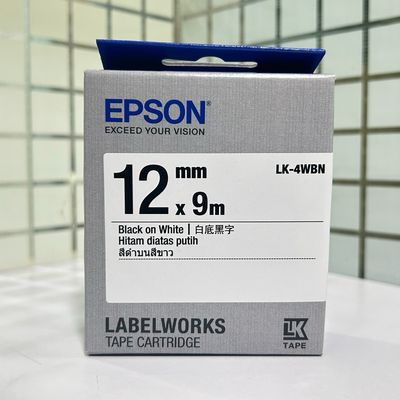 EPSON®
EXCEED YOUR VISION
12 mm x 9m
LK-4WBN
Black on White | 白底黑字
Hitam diatas putih
สีดำบนสีขาว
LABELWORKS
TAPE CARTRIDGE
LK
TAPE